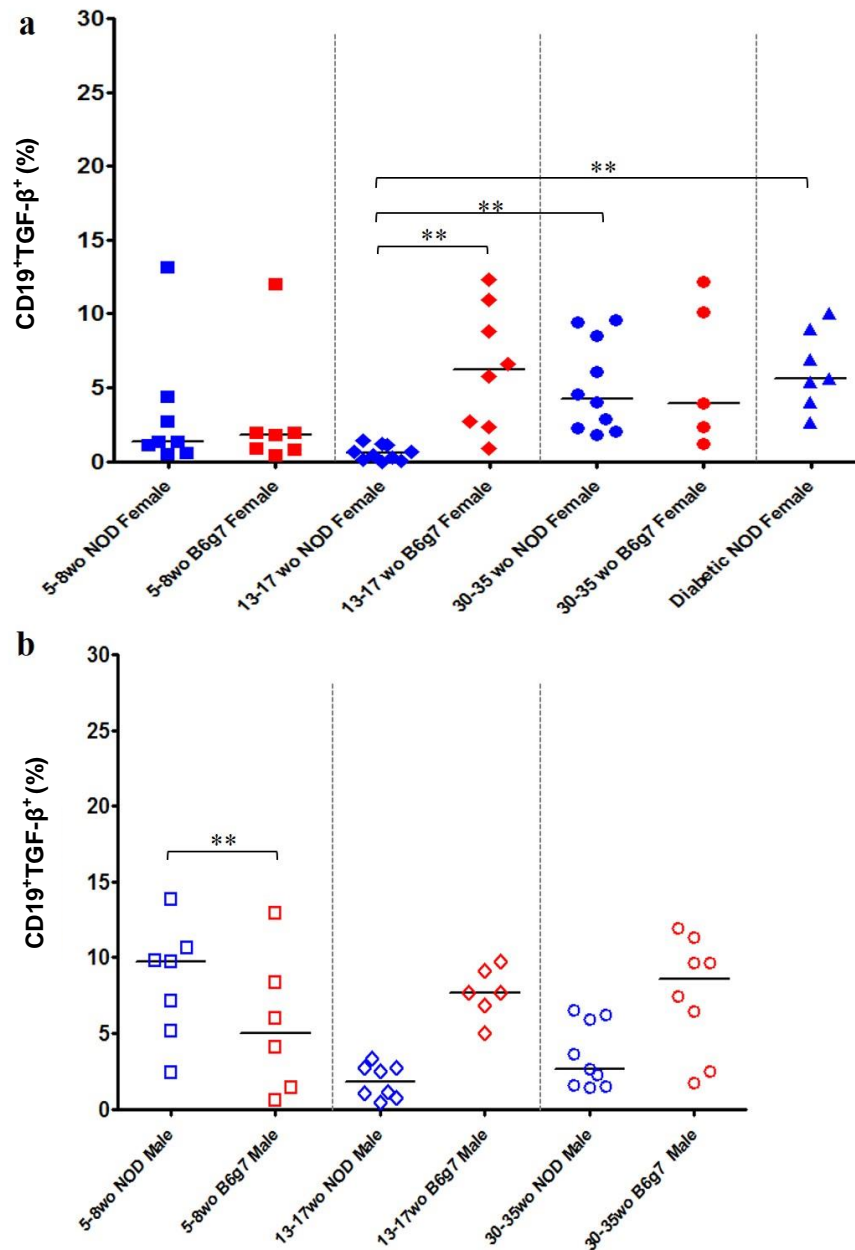 a
30
25
20
15
10
5
0
CD19⁺TGF-β⁺ (%)
**
**
**
5-8wo NOD Female
5-8wo B6g7 Female
13-17 wo NOD Female
13-17 wo B6g7 Female
30-35 wo NOD Female
30-35 wo B6g7 Female
Diabetic NOD Female
b
30
25
20
15
10
5
0
CD19⁺TGF-β⁺ (%)
**
5-8wo NOD Male
5-8wo B6g7 Male
13-17wo NOD Male
13-17wo B6g7 Male
30-35wo NOD Male
30-35wo B6g7 Male